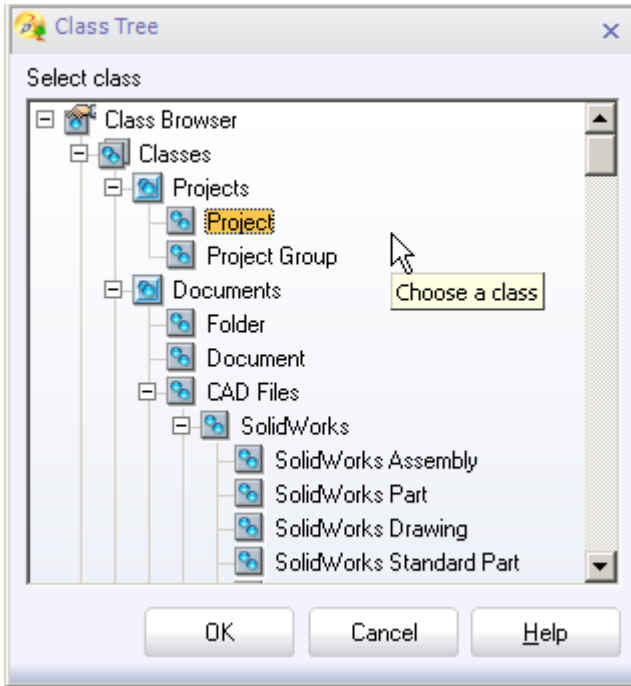 Class Tree
Select class
Class Browser
Classes
Projects
Project
Project Group
Choose a class
Documents
Folder
Document
CAD Files
SolidWorks
SolidWorks Assembly
SolidWorks Part
SolidWorks Drawing
SolidWorks Standard Part
OK Cancel Help